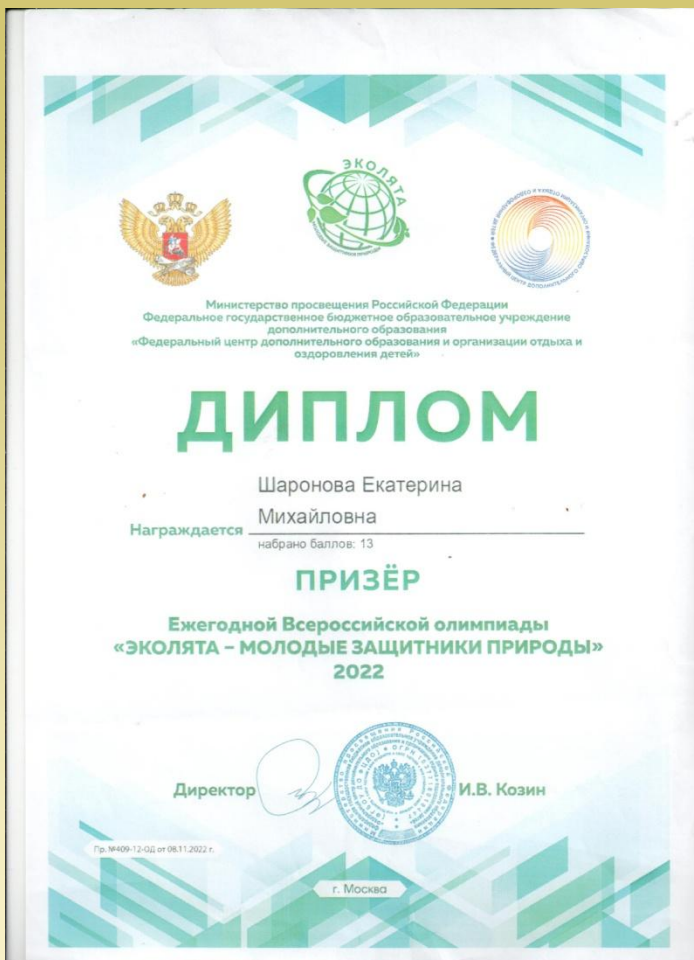 ЭКОЛЯТА
Министерство просвещения Российской Федерации
Федеральное государственное бюджетное образовательное учреждение
дополнительного образования
«Федеральный центр дополнительного образования и организации отдыха и
оздоровления детей»
ДИПЛОМ
Шаронова Екатерина
Награждается Михайловна
набрано баллов: 13
ПРИЗЁР
Ежегодной Всероссийской олимпиады
«ЭКОЛЯТА – МОЛОДЫЕ ЗАЩИТНИКИ ПРИРОДЫ»
2022
Директор И.В. Козин
Пр. №409-12-ОД от 08.11.2022 г.
г. Москва